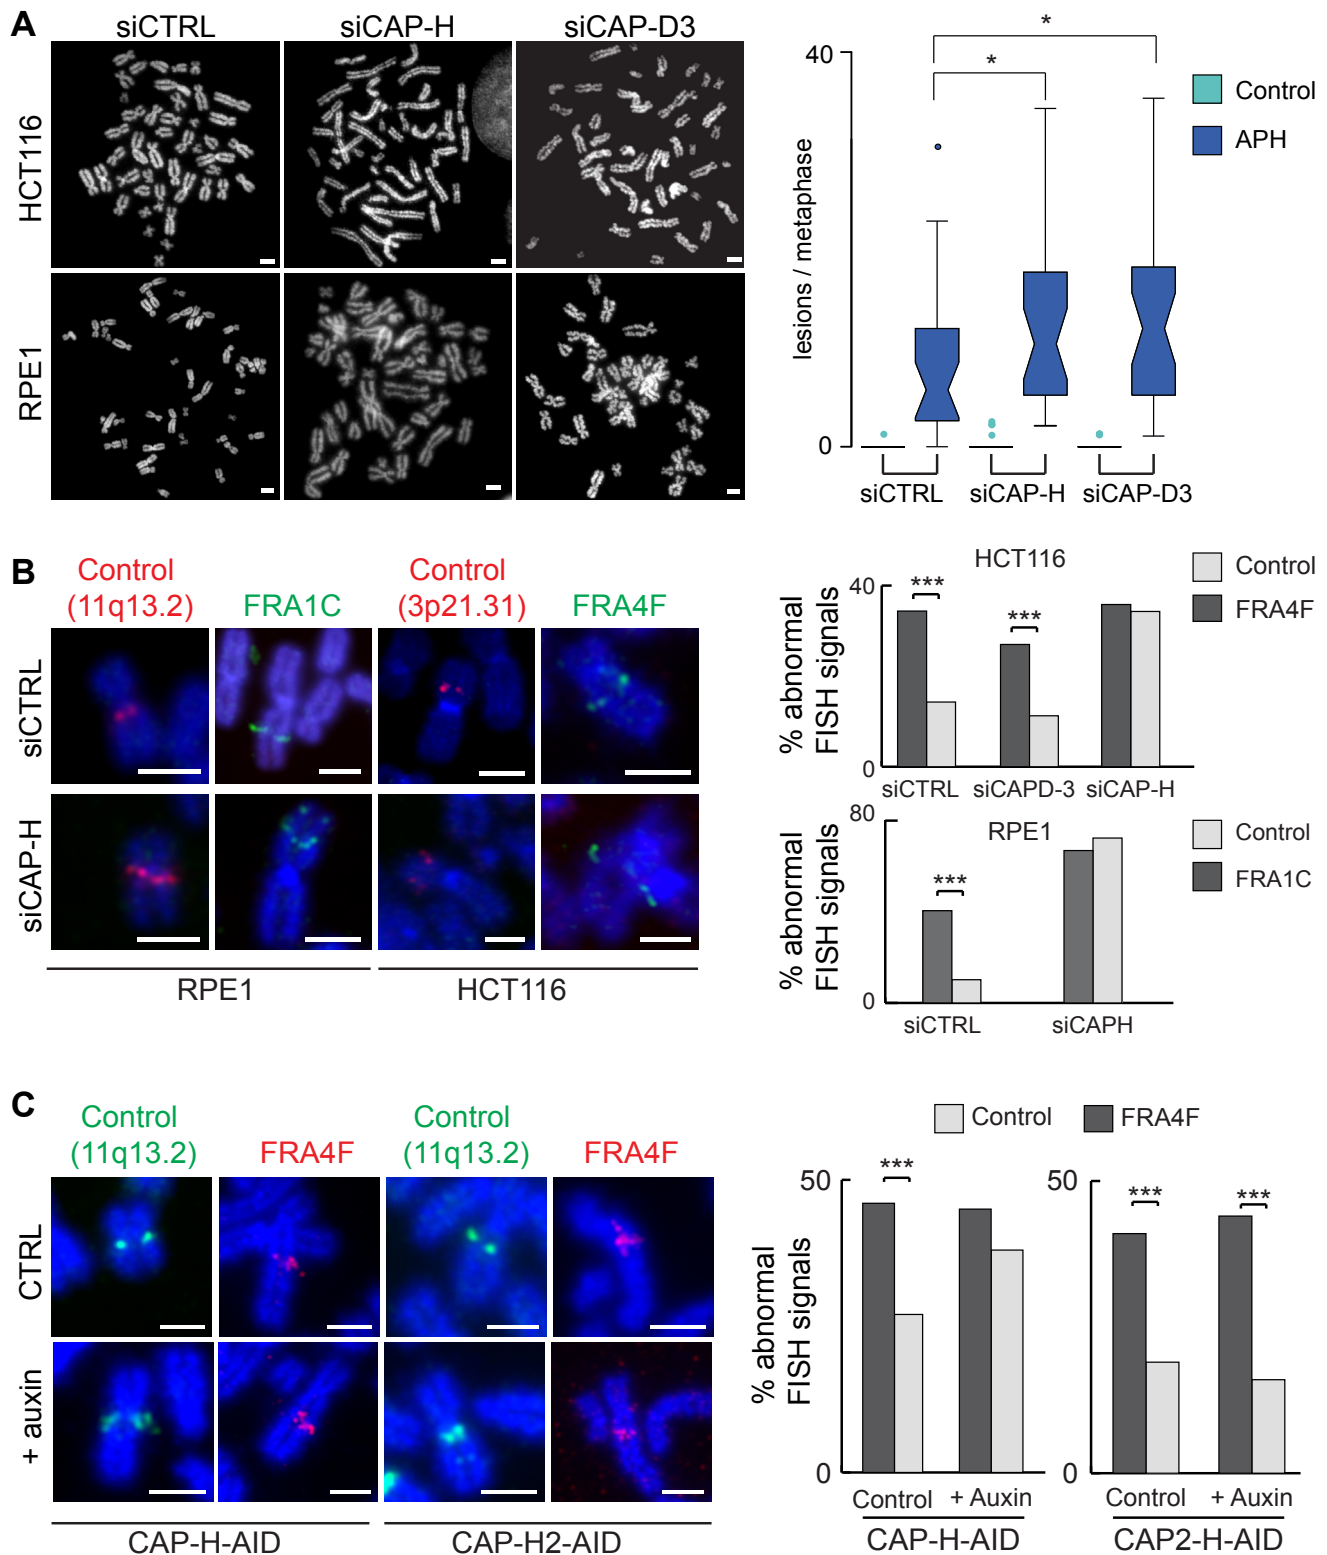 A
siCTRL
siCAP-H
siCAP-D3
HCT116
RPE1
40
lesions / metaphase
0
*
*
Control
APH
siCTRL
siCAP-H
siCAP-D3
B
Control
(11q13.2)
FRA1C
Control
(3p21.31)
FRA4F
siCTRL
siCAP-H
RPE1
HCT116
HCT116
40
% abnormal
FISH signals
0
***
***
Control
FRA4F
siCTRL
siCAPD-3
siCAP-H
80
RPE1
% abnormal
FISH signals
0
***
Control
FRA1C
siCTRL
siCAPH
C
Control
(11q13.2)
FRA4F
Control
(11q13.2)
FRA4F
CTRL
+ auxin
CAP-H-AID
CAP-H2-AID
Control
FRA4F
50
% abnormal
FISH signals
0
***
Control
+ Auxin
CAP-H-AID
50
0
***
***
Control
+ Auxin
CAP2-H-AID